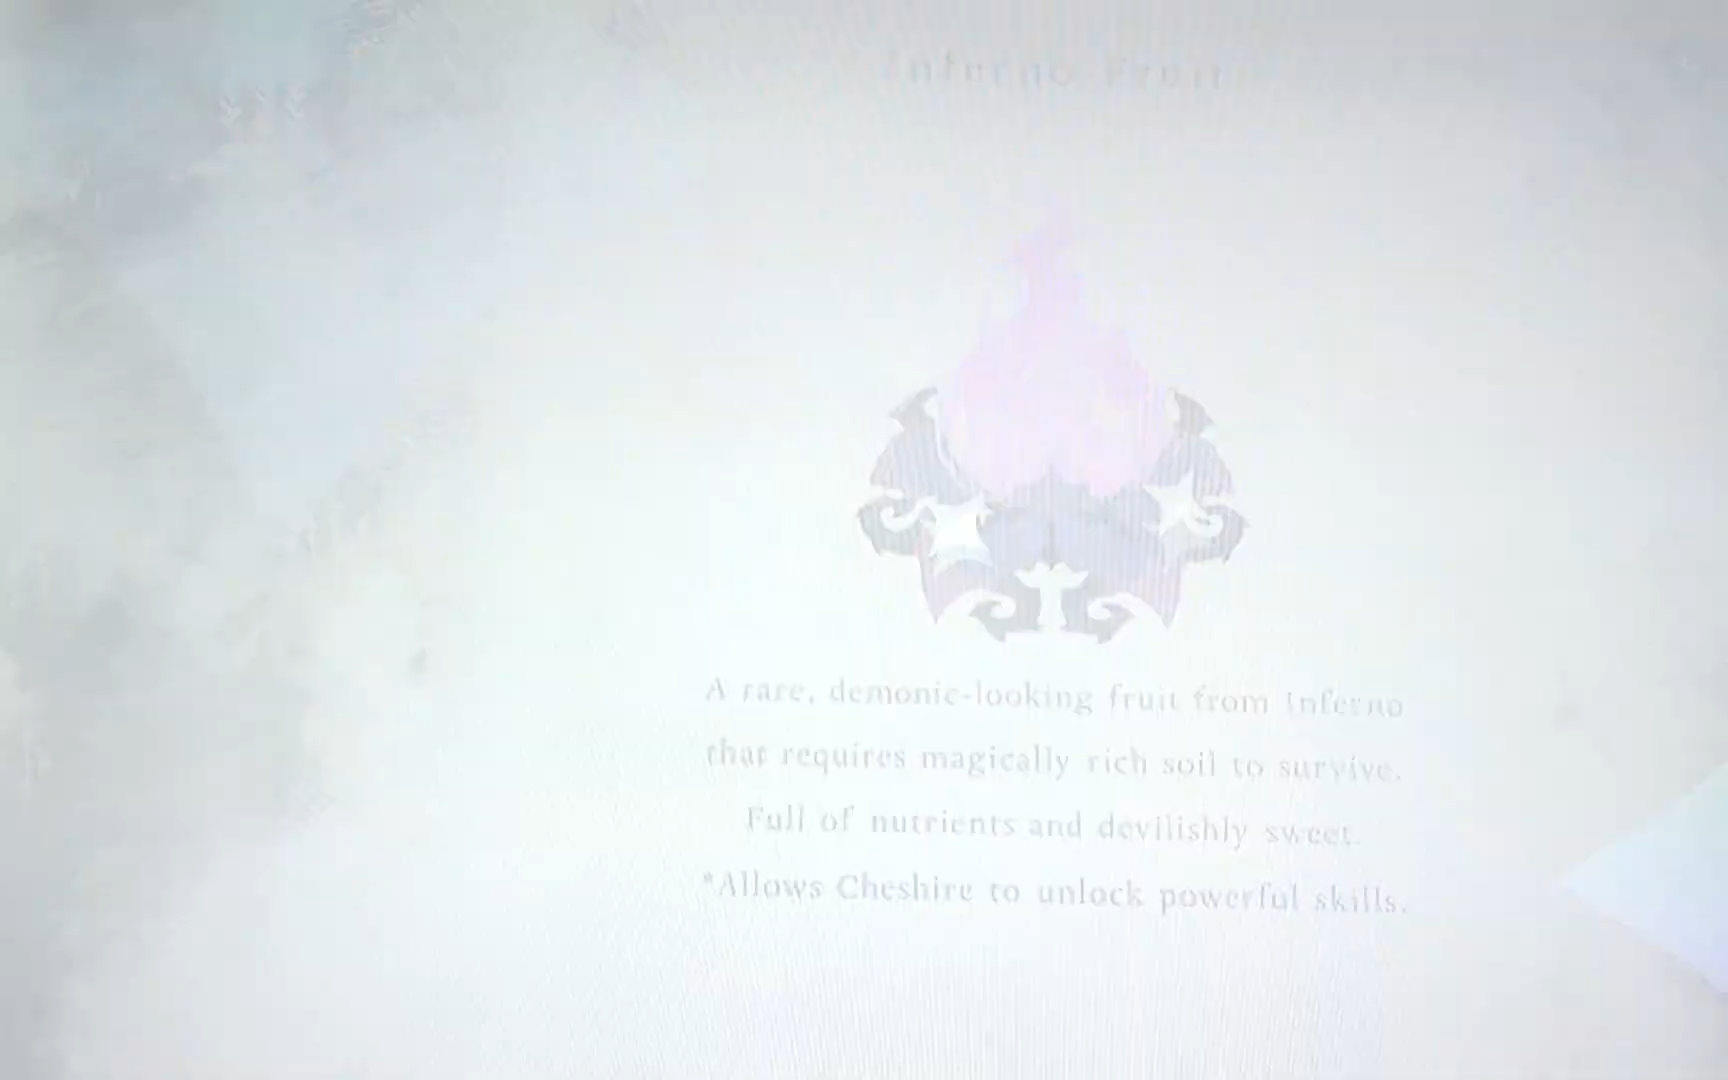 Inferno Fruit
A rare, demonic-looking fruit from Inferno
that requires magically rich soil to survive.
Full of nutrients and devilishly sweet.
*Allows Cheshire to unlock powerful skills.